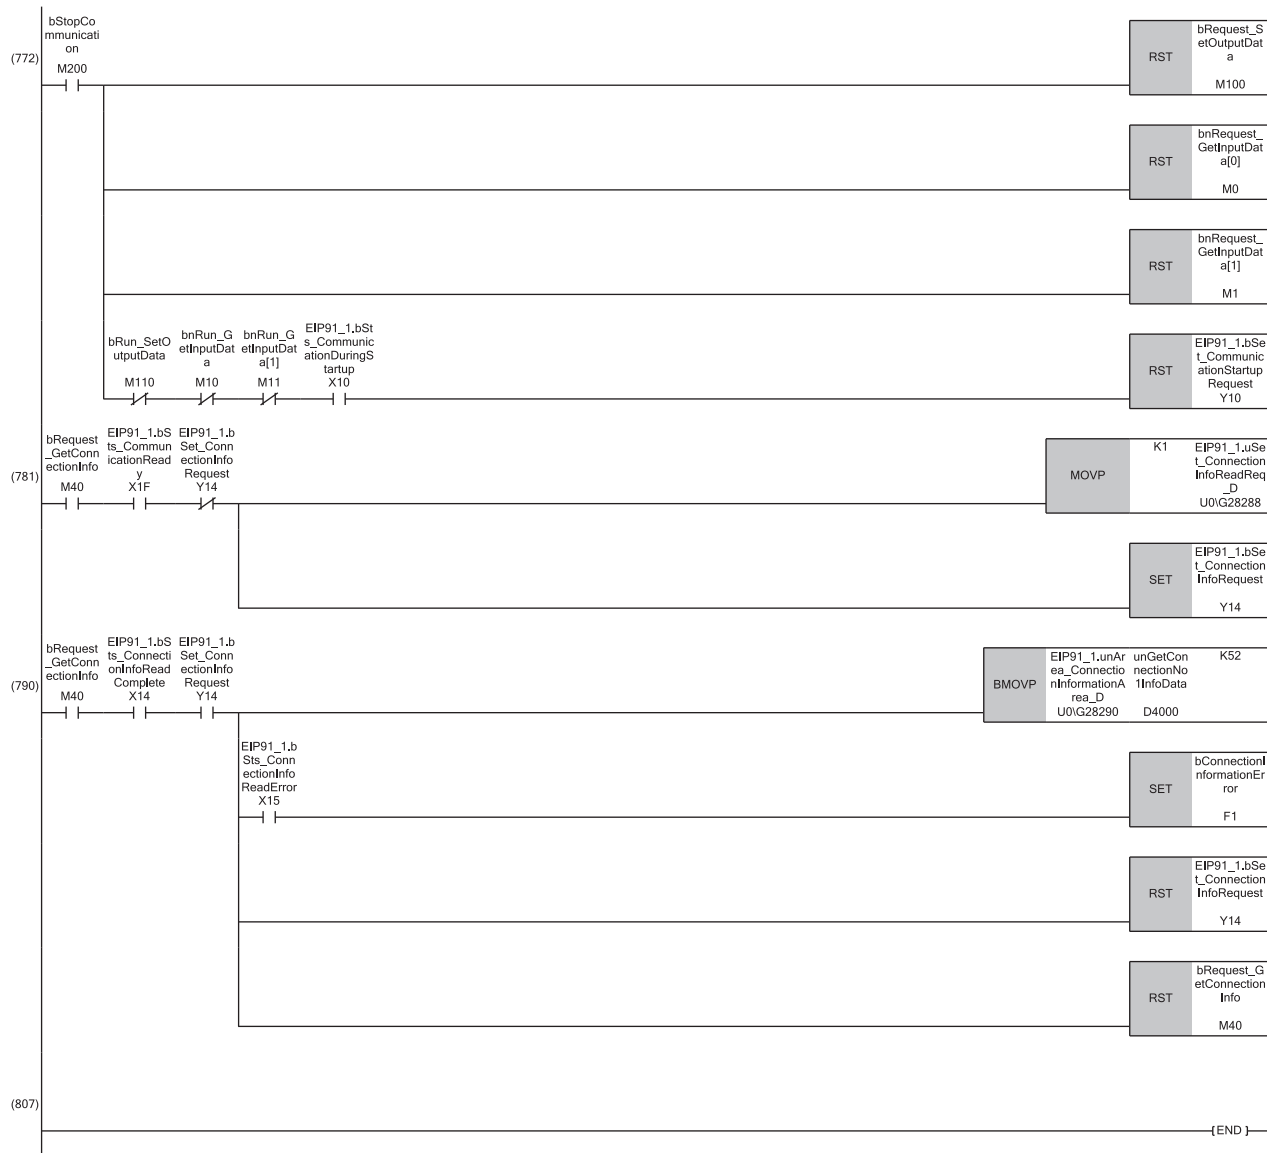 bStopCo
mmunicati
on
(772)
M200
RST
bRequest_S
etOutputDat
a
M100
RST
bnRequest_
GetInputDat
a[0]
M0
RST
bnRequest_
GetInputDat
a[1]
M1
bRun_SetO
utputData
M110
bnRun_G
etInputDat
a
M10
bnRun_G
etInputDat
a[1]
M11
EIP91_1.bSt
s_Communic
ationDuringS
tartup
X10
RST
EIP91_1.bSe
t_Communic
ationStartup
Request
Y10
(781)
bRequest
_GetConn
ectionInfo
M40
EIP91_1.bS
ts_Commun
icationRead
y
X1F
EIP91_1.b
Set_Conn
ectionInfo
Request
Y14
MOVP
K1
EIP91_1.uSe
t_Connection
InfoReadReq
_D
U0\G28288
SET
EIP91_1.bSe
t_Connection
InfoRequest
Y14
(790)
bRequest
_GetConn
ectionInfo
M40
EIP91_1.bS
ts_Connecti
onInfoRead
Complete
X14
EIP91_1.b
Set_Conn
ectionInfo
Request
Y14
BMOVP
EIP91_1.unAr
ea_Connectio
nInformationA
rea_D
U0\G28290
unGetCon
nectionNo
1InfoData
D4000
K52
EIP91_1.b
Sts_Conn
ectionInfo
ReadError
X15
SET
bConnectionI
nformationEr
ror
F1
RST
EIP91_1.bSe
t_Connection
InfoRequest
Y14
RST
bRequest_G
etConnection
Info
M40
(807)
[END]